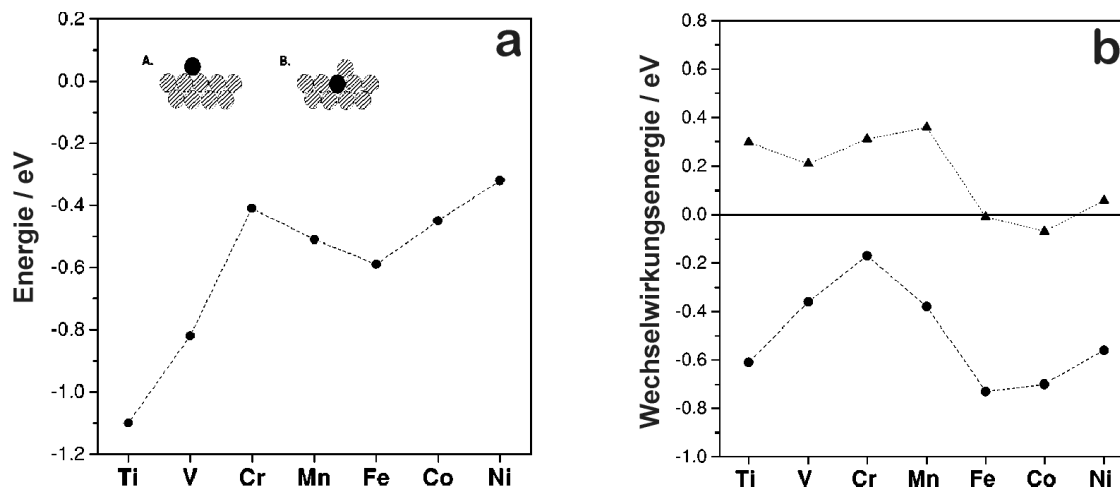 a
0.2
0.0
-0.2
-0.4
-0.6
-0.8
-1.0
-1.2
Energie / eV
A.
B.
Ti V Cr Mn Fe Co Ni
b
0.8
0.6
0.4
0.2
0.0
-0.2
-0.4
-0.6
-0.8
-1.0
Wechselwirkungsenergie / eV
Ti V Cr Mn Fe Co Ni